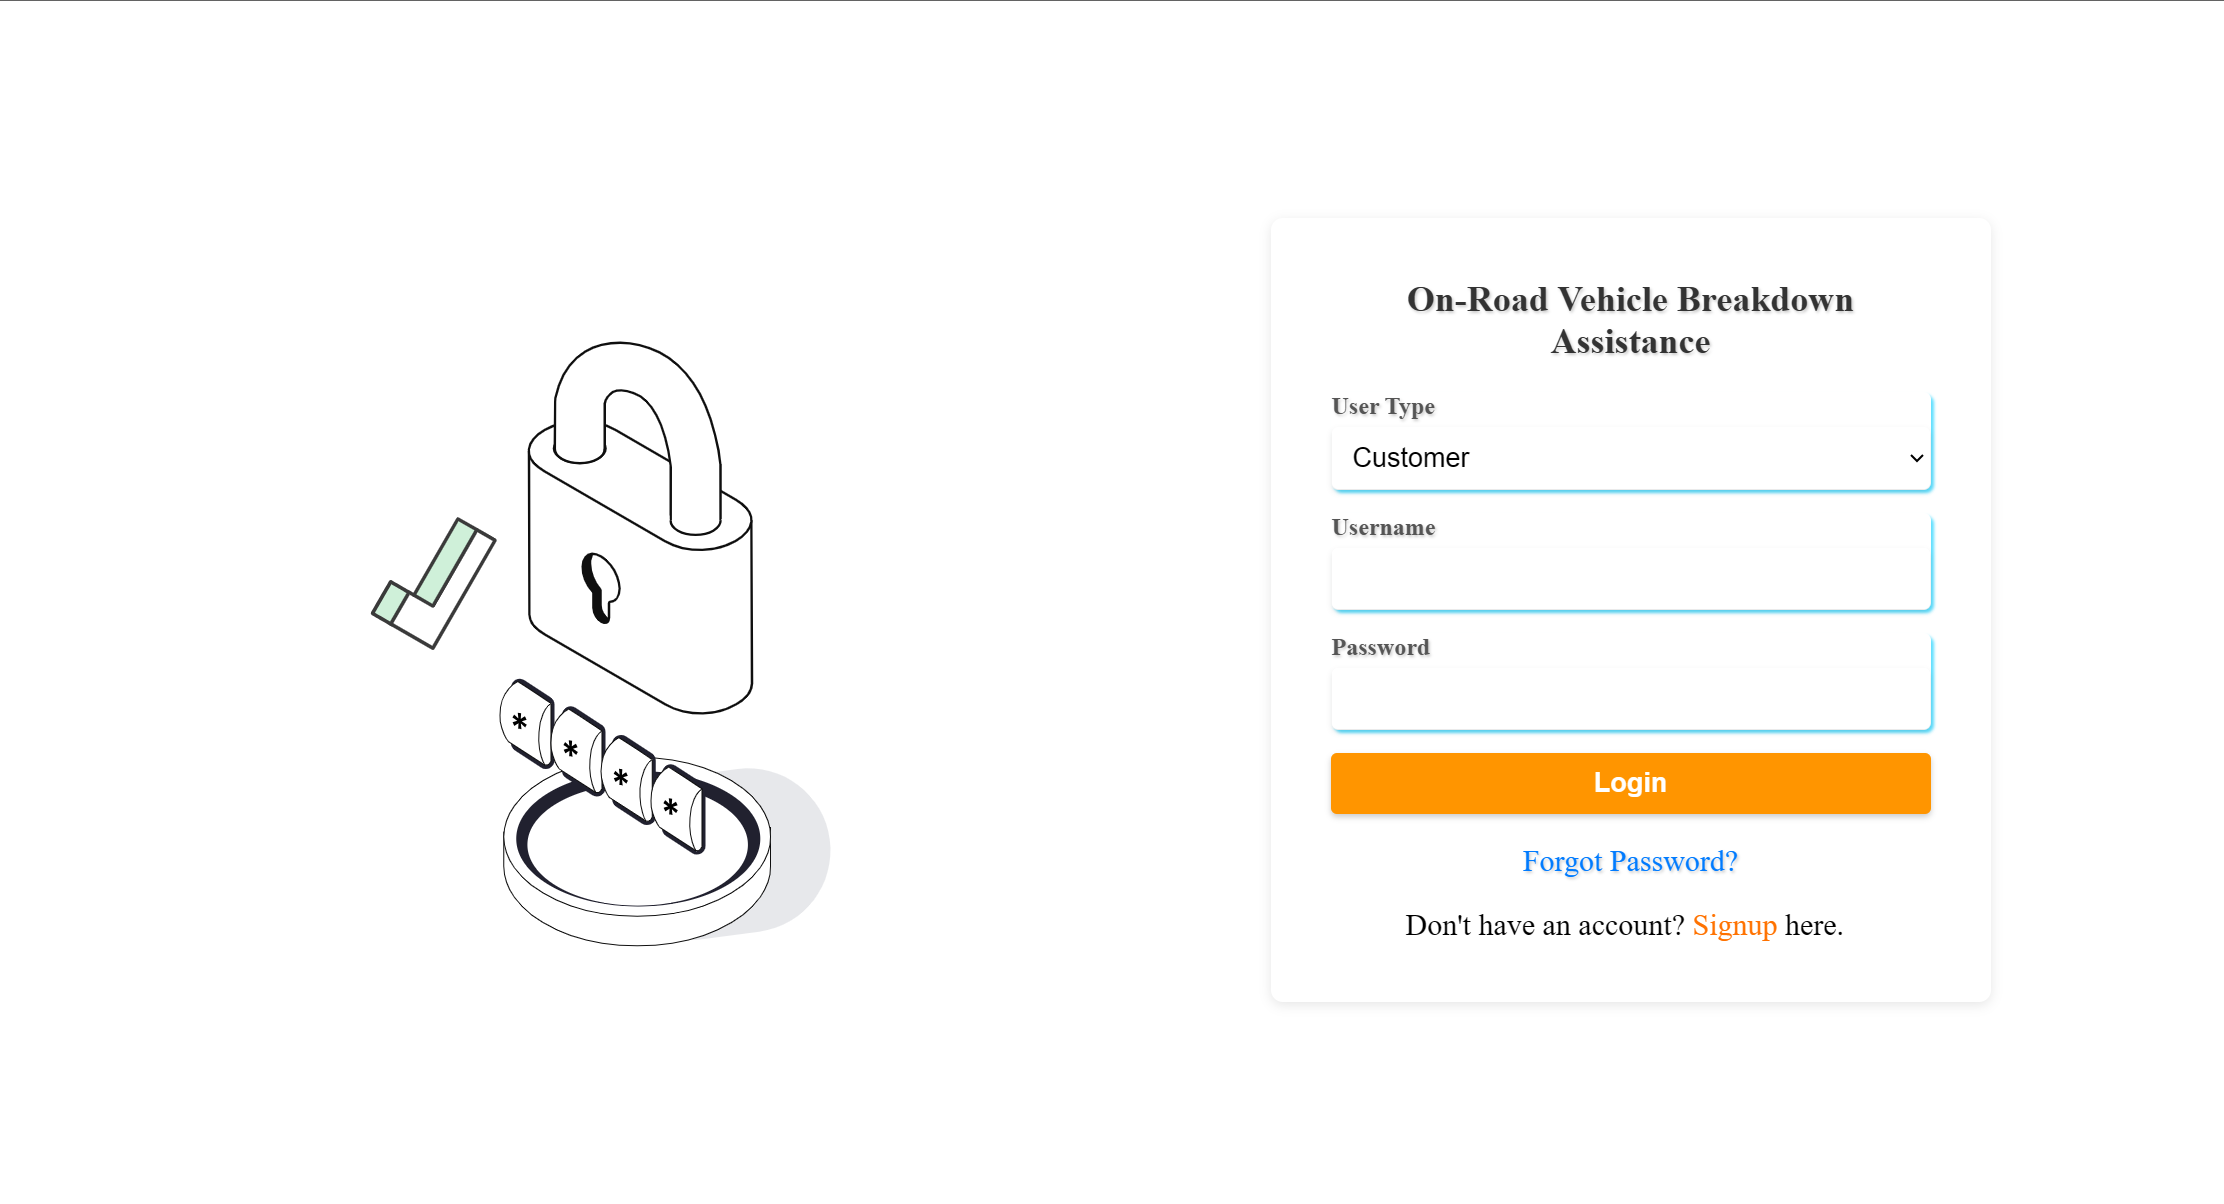 On-Road Vehicle Breakdown
Assistance
User Type
Customer
Username
Password
Login
Forgot Password?
Don't have an account? Signup here.
* * * *